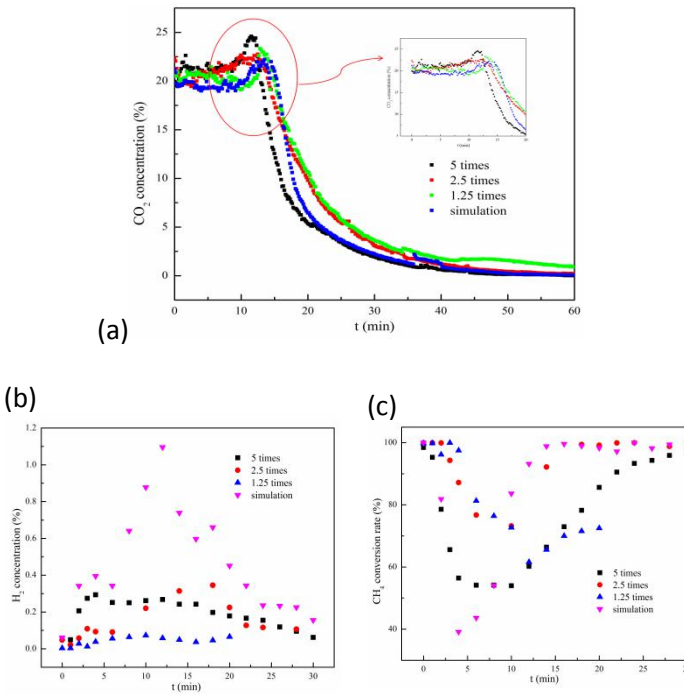 25
20
15
10
5
0
CO2 concentration (%)
0 10 20 30 40 50 60
t (min)
5 times
2.5 times
1.25 times
simulation
(a)
(b)
1.2
1.0
0.8
0.6
0.4
0.2
0.0
H2 concentration (%)
0 5 10 15 20 25 30
t (min)
5 times
2.5 times
1.25 times
simulation
(c)
100
80
60
40
CH4 conversion rate (%)
0 5 10 15 20 25
t (min)
5 times
2.5 times
1.25 times
simulation